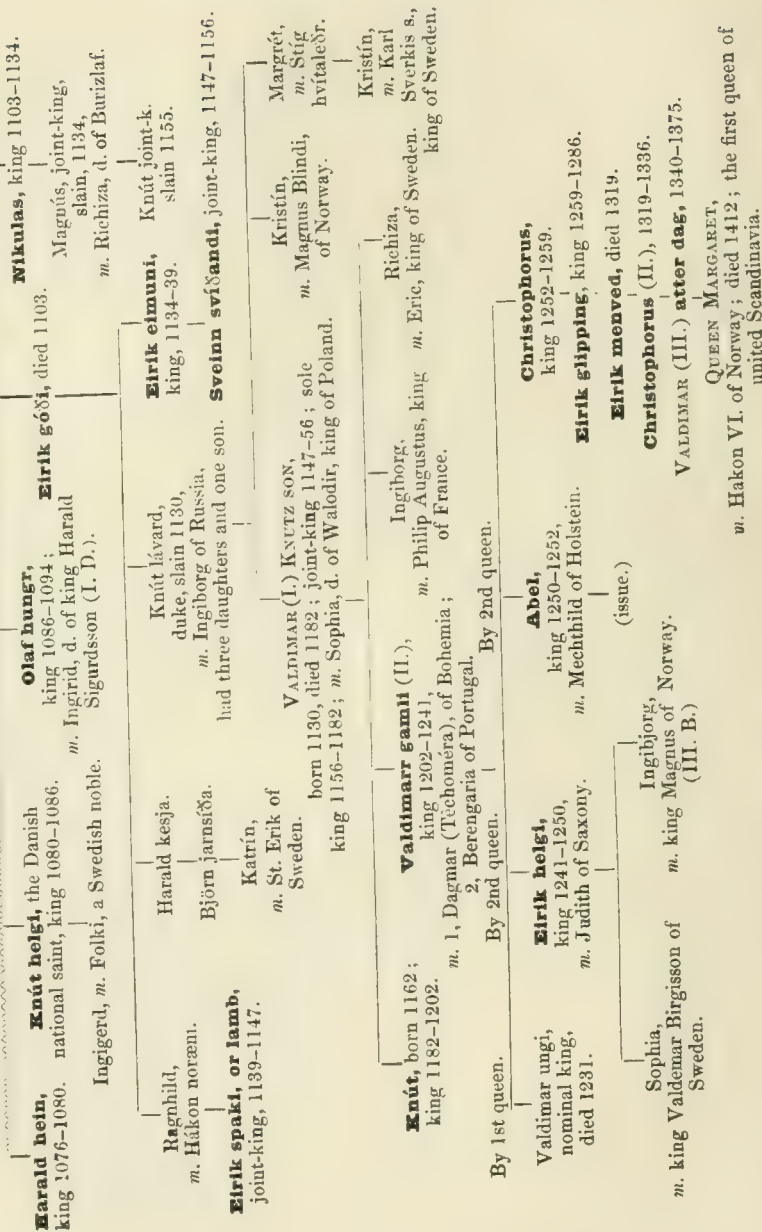 Harald hein,
king 1076–1080.
Knút helgi, the Danish
national saint, king 1080–1086.
Ingigerd, m. Folki, a Swedish noble.
Olaf hungr,
king 1086–1094;
m. Ingirid, d. of king Harald
Sigurdsson (I. D.).
Eirik góði, died 1103.
Nikulas, king 1103–1134.
Magnús, joint-king,
slain, 1134,
m. Richiza, d. of Burizlaf.
Ragnhild,
m. Hákon noræni.
Eirik spaki, or lamb,
joint-king, 1139–1147.
Harald kesja.
Björn jarnsíða.
Katrín,
m. St. Erik of
Sweden.
Knút lávard,
duke, slain 1130,
m. Ingiborg of Russia,
had three daughters and one son.
Eirik eimuni,
king, 1134–39.
Sveinn svíðandi, joint-king, 1147–1156.
Knút joint-k.
slain 1155.
VALDIMAR (I.) KNUTZ SON,
born 1130, died 1182; joint-king 1147–56; sole
king 1156–1182; m. Sophia, d. of Walodir, king of Poland.
Kristín,
m. Magnus Blindi,
of Norway.
Margrét,
m. Stíg
hvítaleðr.
Kristín,
m. Karl
Sverkis s.,
king of Sweden.
Knút, born 1162;
king 1182–1202.
Valdimarr gamli (II.),
king 1202–1241,
m. 1, Dagmar (Téchoméra), of Bohemia;
2, Berengaria of Portugal.
Ingiborg,
m. Philip Augustus, king
of France.
Richiza,
m. Eric, king of Sweden.
By 1st queen.
By 2nd queen.
By 2nd queen.
Valdimar ungi,
nominal king,
died 1231.
Eirik helgi,
king 1241–1250,
m. Judith of Saxony.
Abel,
king 1250–1252,
m. Mechthild of Holstein.
(issue.)
Christophorus,
king 1252–1259.
Eirik glipping, king 1259–1286.
Eirik menved, died 1319.
Christophorus (II.), 1319–1336.
VALDIMAR (III.) atter dag, 1340–1375.
QUEEN MARGARET,
m. Hakon VI. of Norway; died 1412; the first queen of
united Scandinavia.
Sophia,
m. king Valdemar Birgisson of
Sweden.
Ingibjorg,
m. king Magnus of Norway.
(III. B.)